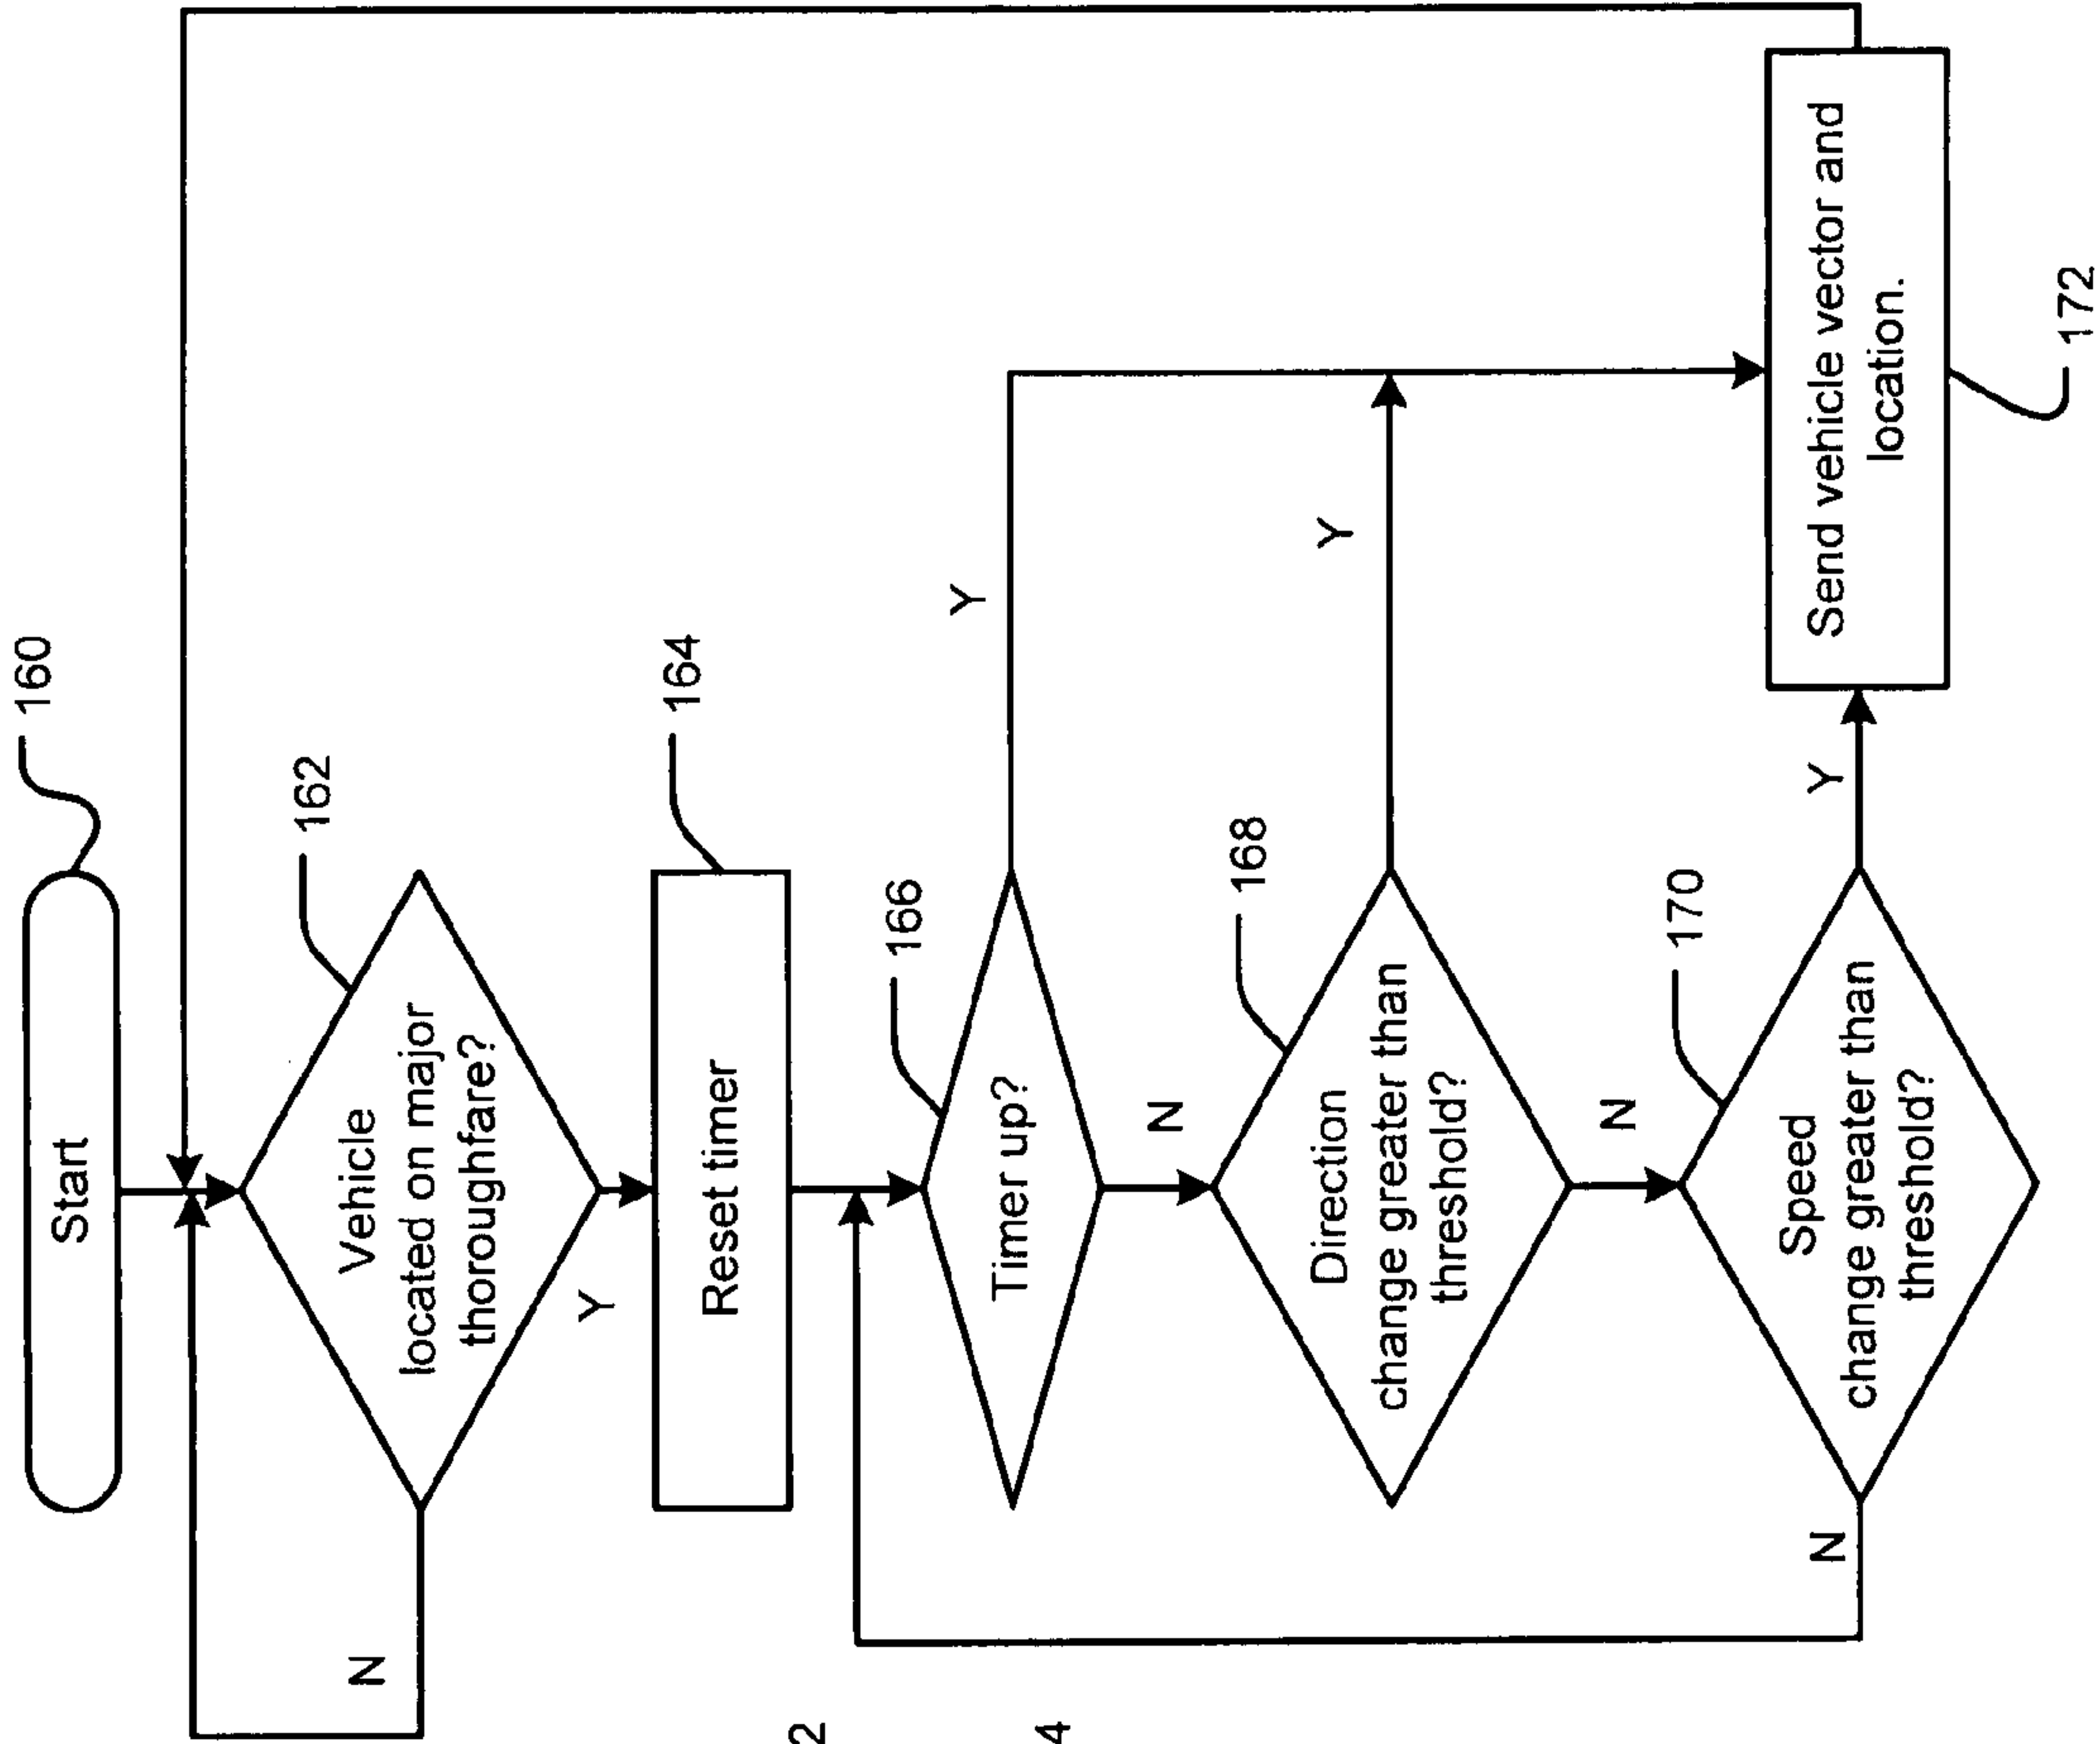 Start
160
Vehicle
located on major
thoroughfare?
162
N
Y
Reset timer
164
Timer up?
166
Y
N
Direction
change greater than
threshold?
168
Y
N
Speed
change greater than
threshold?
170
Y
N
Send vehicle vector and
location.
172
2
4